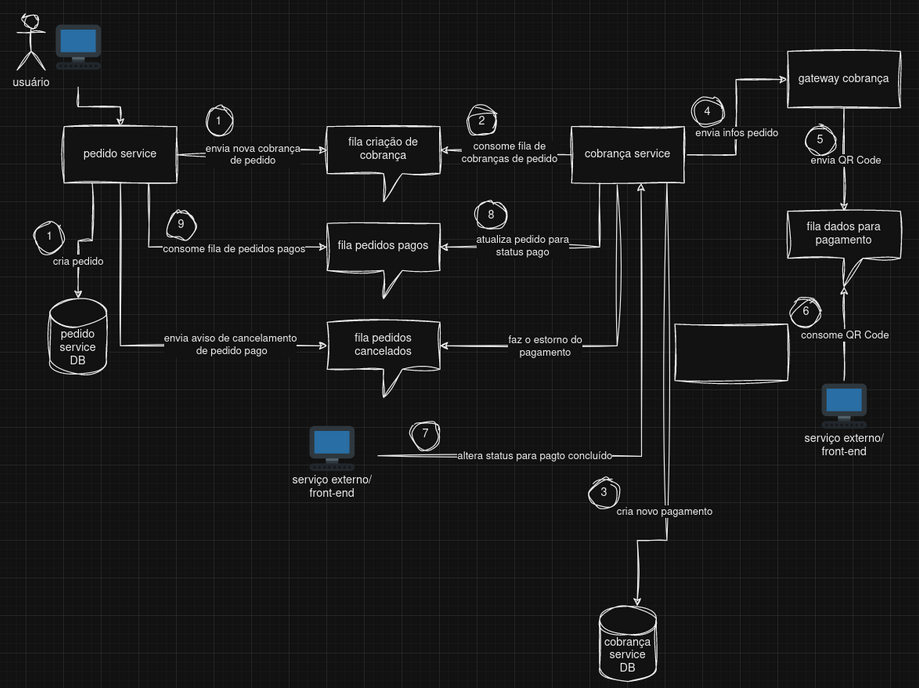 usuário
pedido service
1
envia nova cobrança
de pedido
fila criação de
cobrança
2
consome fila de
cobranças de pedido
cobrança service
4
envia infos pedido
gateway cobrança
5
envia QR Code
fila dados para
pagamento
1
cria pedido
9
consome fila de pedidos pagos
fila pedidos pagos
8
atualiza pedido para
status pago
pedido
service
DB
envia aviso de cancelamento
de pedido pago
fila pedidos
cancelados
faz o estorno do
pagamento
6
consome QR Code
serviço externo/
front-end
7
altera status para pagto concluído
serviço externo/
front-end
3
cria novo pagamento
cobrança
service
DB